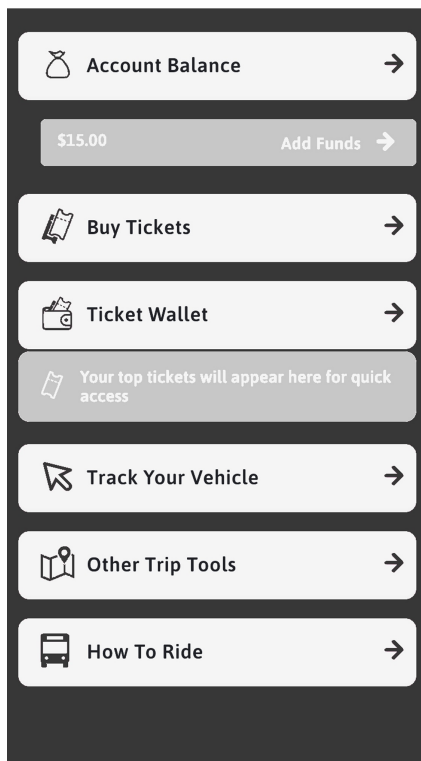 Account Balance
$15.00
Add Funds
Buy Tickets
Ticket Wallet
Your top tickets will appear here for quick
access
Track Your Vehicle
Other Trip Tools
How To Ride